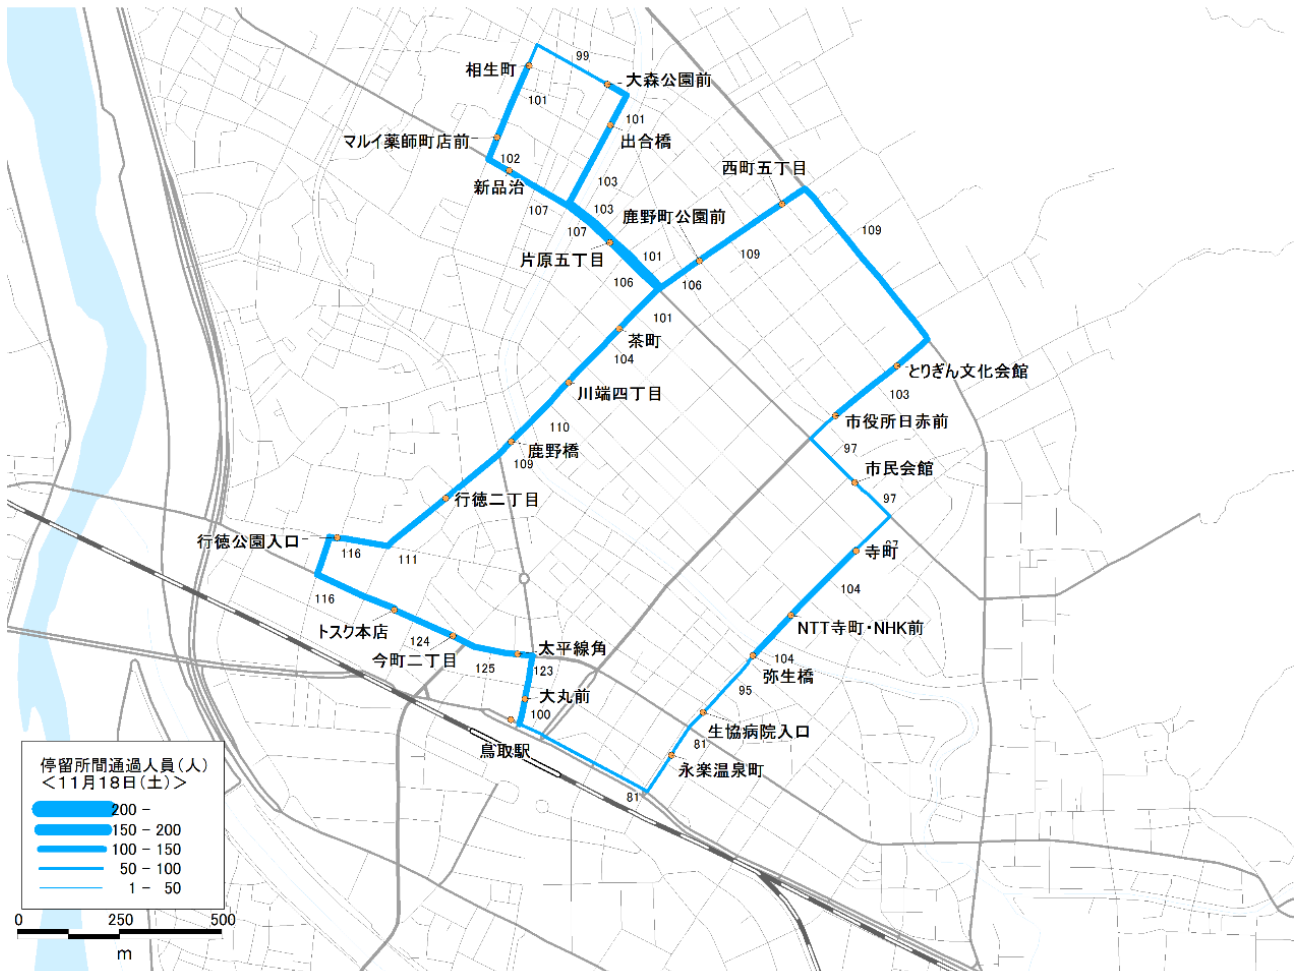 相生町
99
大森公園前
101
101
出合橋
マルイ薬師町店前
102
新品治
103
西町五丁目
107
103
鹿野町公園前
107
片原五丁目
101
109
109
106
106
101
茶町
104
とりぎん文化会館
川端四丁目
103
110
市役所日赤前
鹿野橋
97
109
市民会館
行徳二丁目
97
行徳公園入口
116
111
寺町
116
104
トスク本店
NTT寺町・NHK前
124
今町二丁目
125
太平線角
104
弥生橋
123
95
大丸前
100
生協病院入口
81
鳥取駅
永楽温泉町
81
停留所間通過人員(人)
<11月18日(土)>
200 -
150 - 200
100 - 150
50 - 100
1 - 50
0 250 500
m